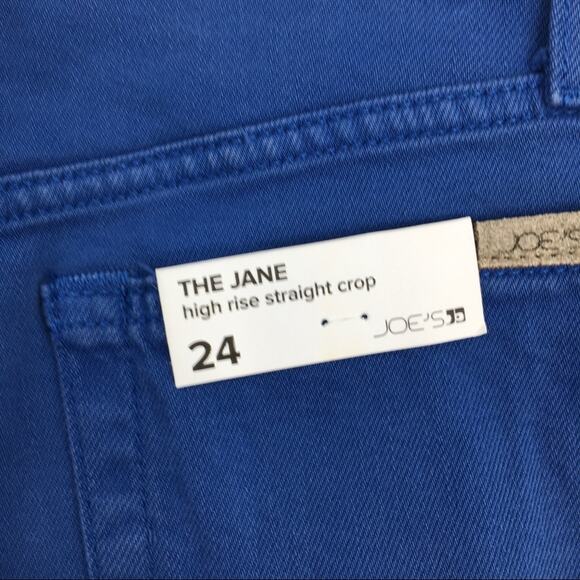 THE JANE
high rise straight crop
24
JOE'S
JOE'S